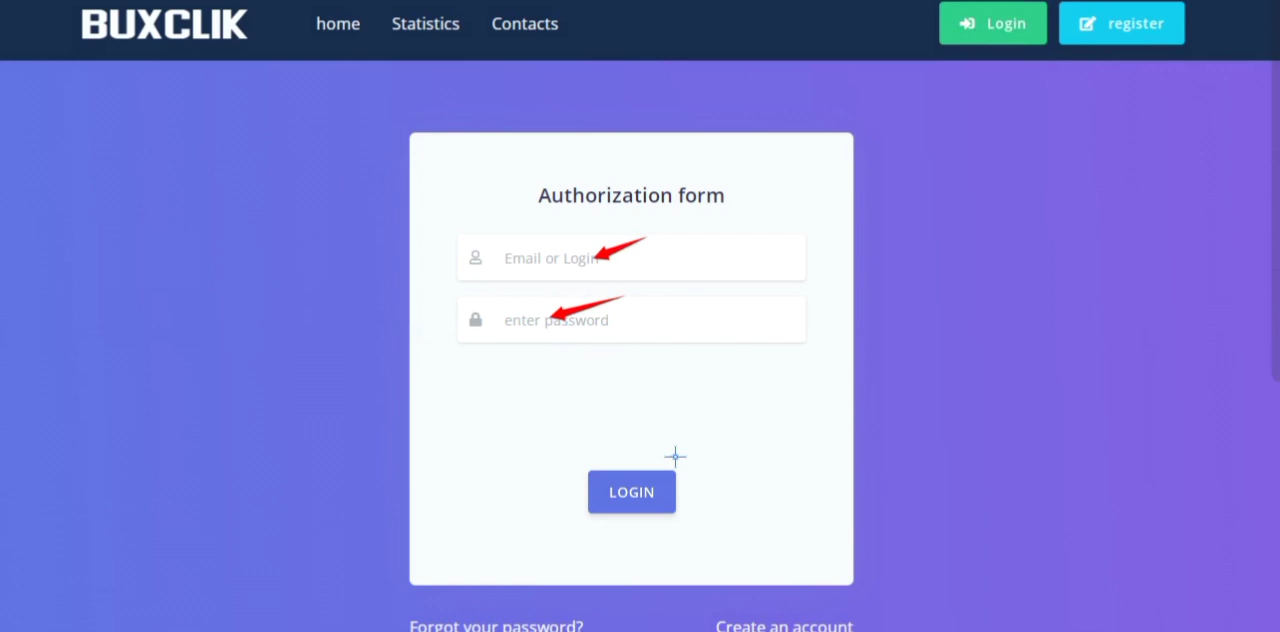 BUXCLIK
home Statistics Contacts
Login register
Authorization form
Email or Login
enter password
LOGIN
Forgot your password? Create an account